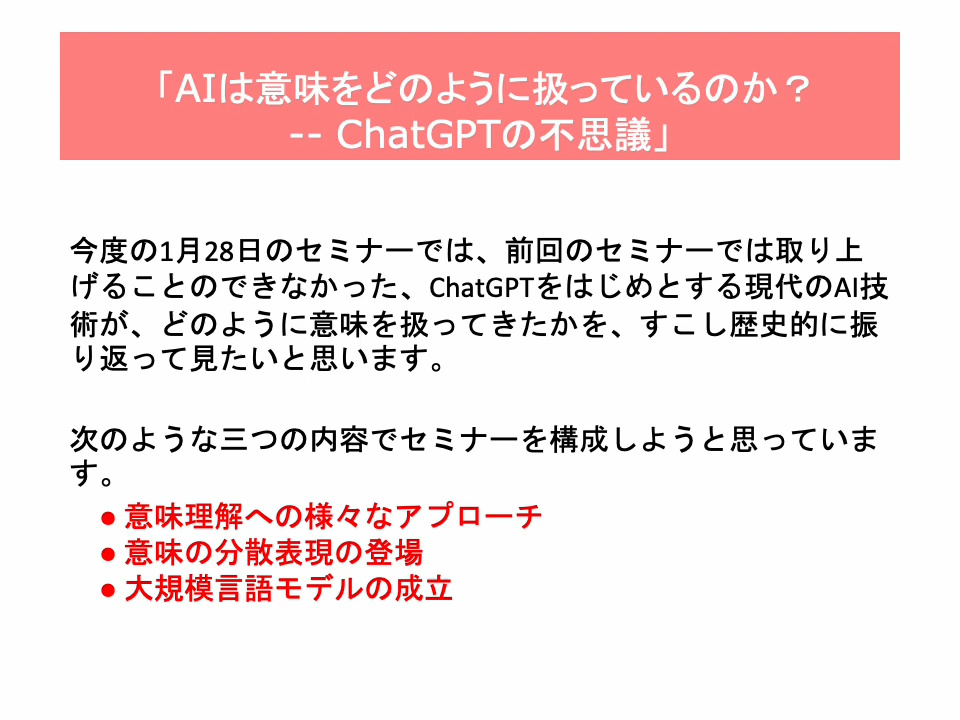 「AIは意味をどのように扱っているのか？
-- ChatGPTの不思議」
今度の1月28日のセミナーでは、前回のセミナーでは取り上
げることのできなかった、ChatGPTをはじめとする現代のAI技
術が、どのように意味を扱ってきたかを、すこし歴史的に振
り返って見たいと思います。
次のような三つの内容でセミナーを構成しようと思っていま
す。
● 意味理解への様々なアプローチ
● 意味の分散表現の登場
● 大規模言語モデルの成立